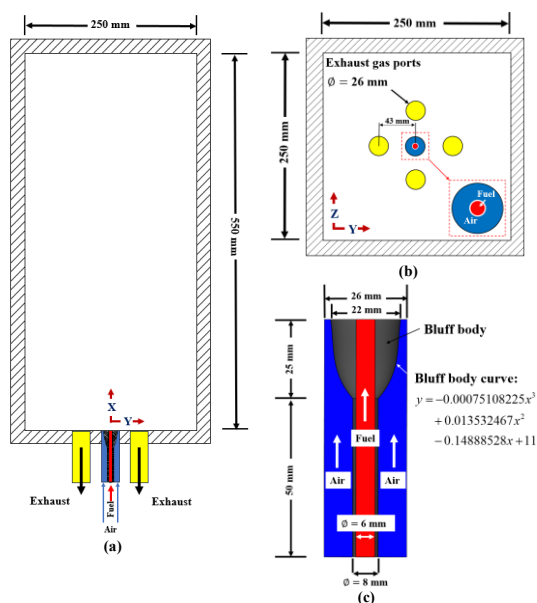 250 mm
550 mm
X
Y
Exhaust
Fuel
Exhaust
Air
(a)
250 mm
Exhaust gas ports
Ø = 26 mm
43 mm
250 mm
Fuel
Air
Z
Y
(b)
26 mm
22 mm
Bluff body
25 mm
Bluff body curve:
y = −0.00075108225x³
+ 0.013532467x²
− 0.14888528x + 11
Fuel
Air
Air
50 mm
Ø = 6 mm
Ø = 8 mm
(c)